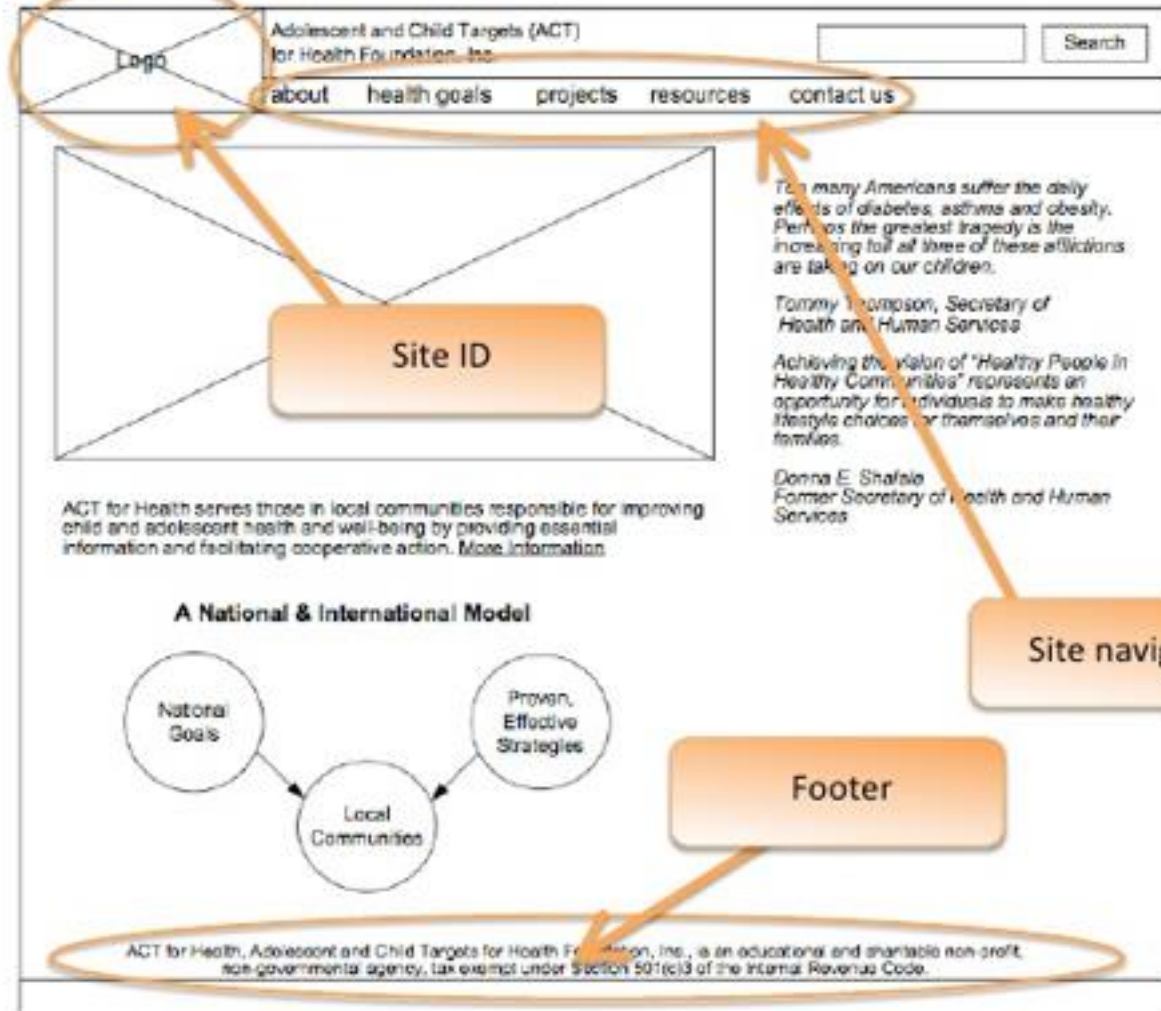 Logo
Adolescent and Child Targets (ACT)
for Health Foundation, Inc.
Search
about health goals projects resources contact us
Too many Americans suffer the daily
effects of diabetes, asthma and obesity.
Perhaps the greatest tragedy is the
increasing toll all three of these afflictions
are taking on our children.
Tommy Thompson, Secretary of
Health and Human Services
Achieving the vision of "Healthy People in
Healthy Communities" represents an
opportunity for individuals to make healthy
lifestyle choices for themselves and their
families.
Donna E. Shalala
Former Secretary of Health and Human
Services
Site ID
ACT for Health serves those in local communities responsible for improving
child and adolescent health and well-being by providing essential
information and facilitating cooperative action. More Information
A National & International Model
National
Goals
Proven,
Effective
Strategies
Local
Communities
Site navig
Footer
ACT for Health, Adolescent and Child Targets for Health Foundation, Inc., is an educational and charitable non-profit,
non-governmental agency, tax exempt under Section 501(c)3 of the Internal Revenue Code.